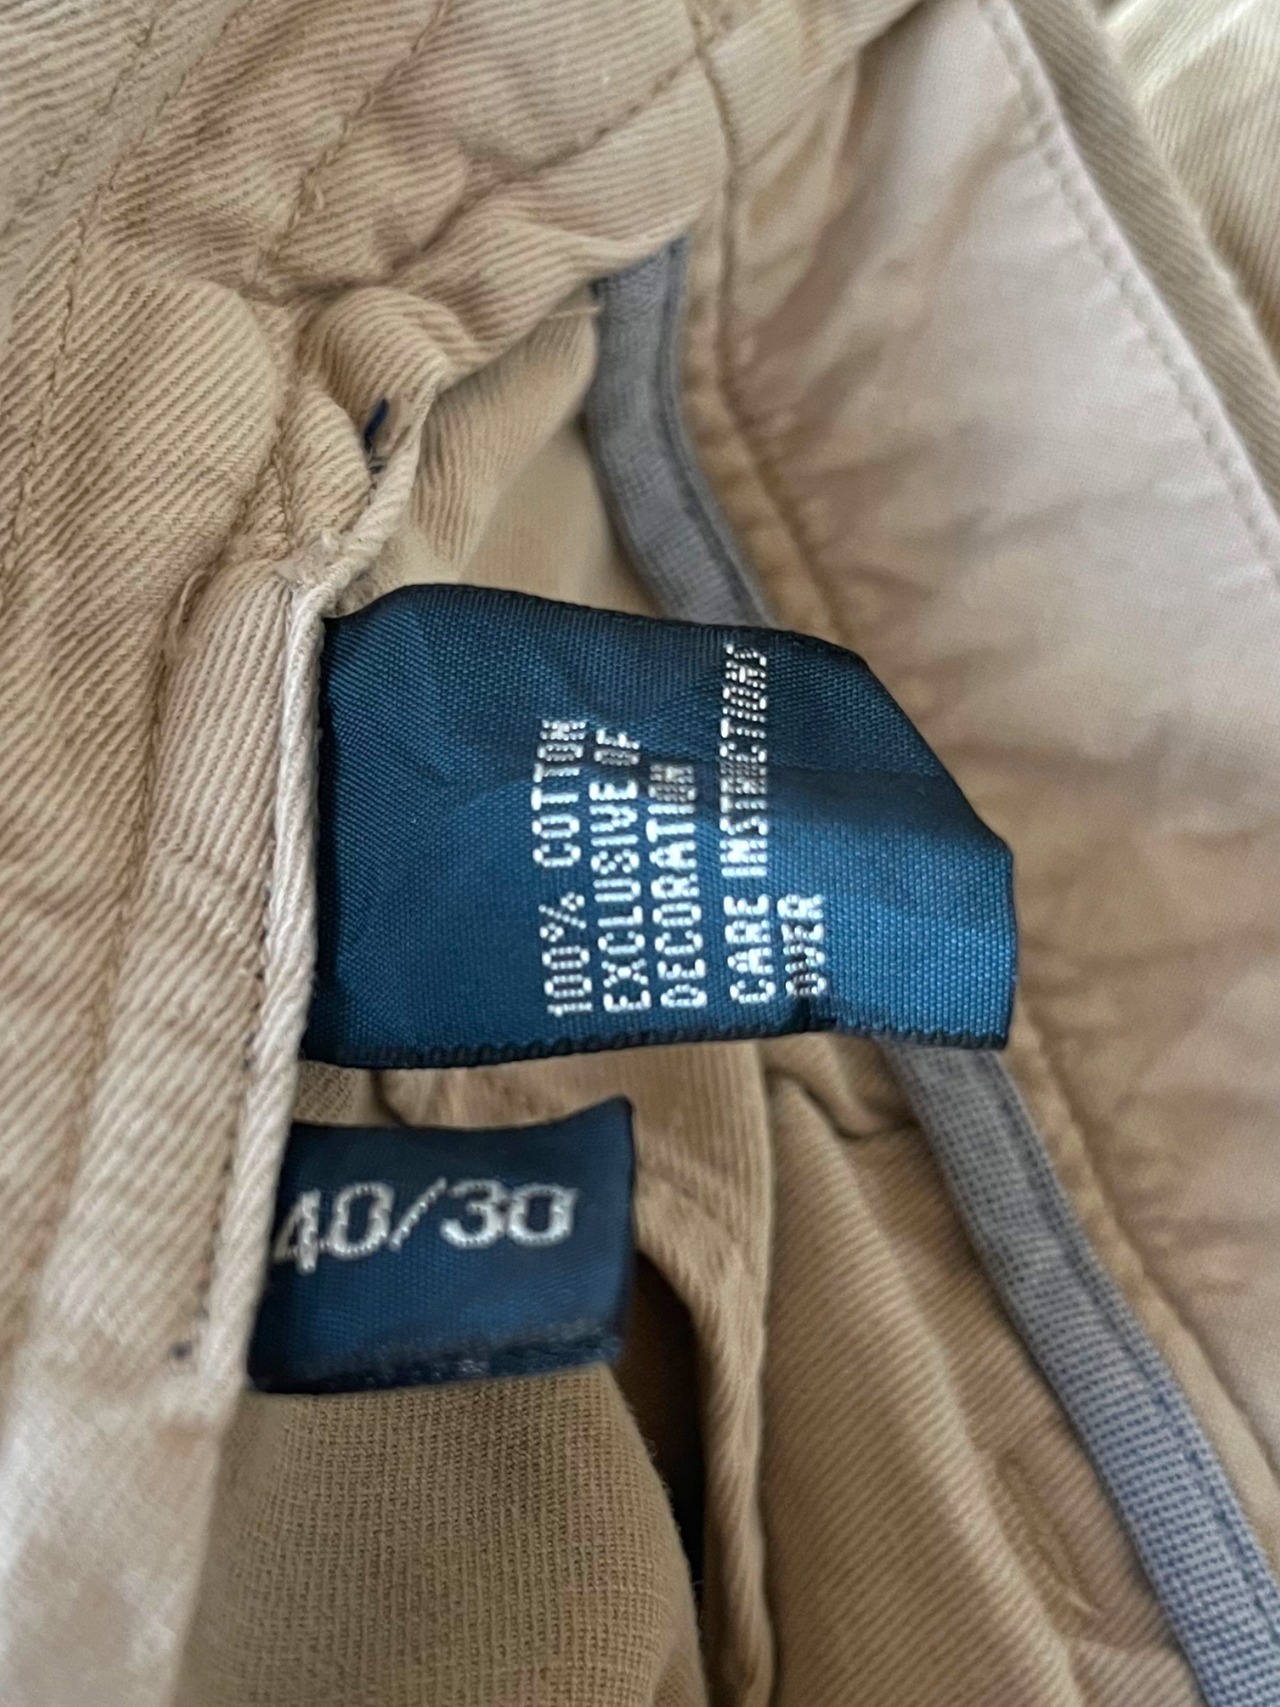 100% COTTON
EXCLUSIVE OF
DECORATION
CARE INSTRUCTIONS
OVER
40/30